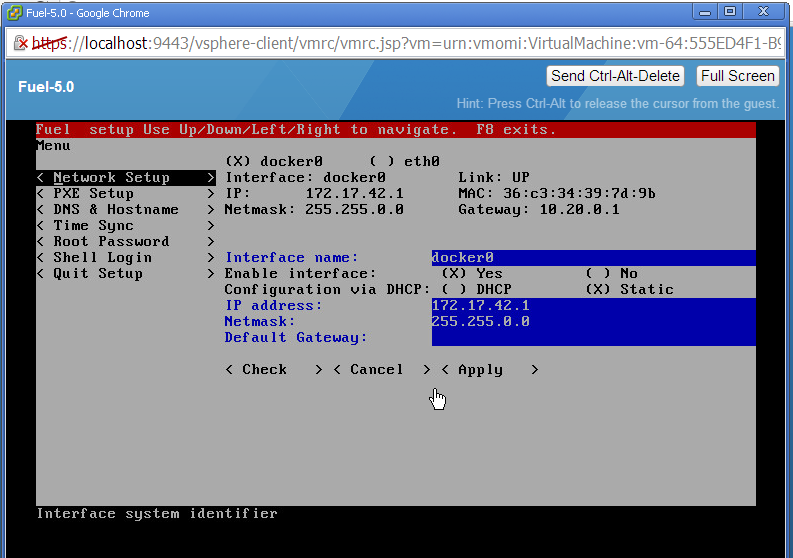 Fuel-5.0 - Google Chrome
https://localhost:9443/vsphere-client/vmrc/vmrc.jsp?vm=urn:vmomi:VirtualMachine:vm-64:555ED4F1-B9
Fuel-5.0
Send Ctrl-Alt-Delete Full Screen
Hint: Press Ctrl-Alt to release the cursor from the guest.
Fuel  setup Use Up/Down/Left/Right to navigate.  F8 exits.
Menu
(X) docker0 ( ) eth0
< Network Setup > Interface: docker0 Link: UP
< PXE Setup > IP: 172.17.42.1 MAC: 36:c3:34:39:7d:9b
< DNS & Hostname > Netmask: 255.255.0.0 Gateway: 10.20.0.1
< Time Sync >
< Root Password >
< Shell Login > Interface name: docker0
< Quit Setup > Enable interface: (X) Yes ( ) No
Configuration via DHCP: ( ) DHCP (X) Static
IP address: 172.17.42.1
Netmask: 255.255.0.0
Default Gateway:
< Check > < Cancel > < Apply >
Interface system identifier